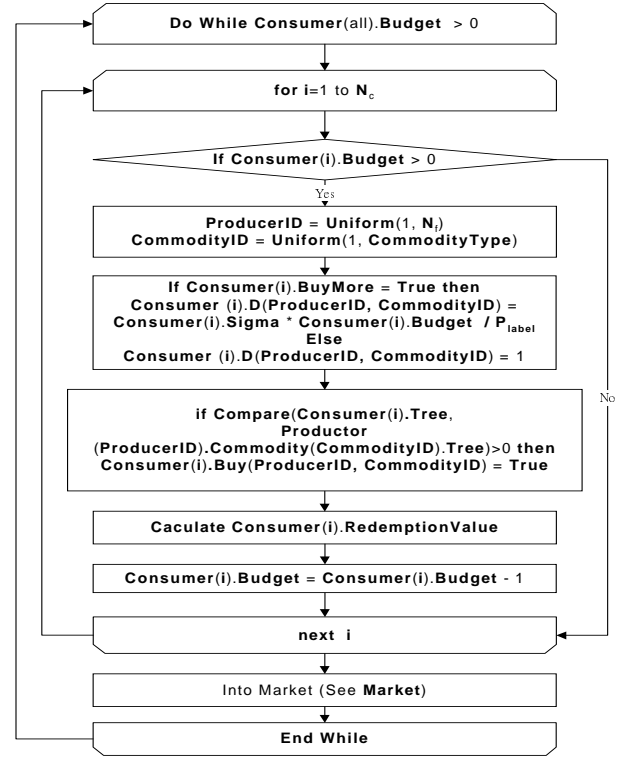 Do While Consumer(all).Budget > 0
for i=1 to Nc
If Consumer(i).Budget > 0
Yes
ProducerID = Uniform(1, Nf)
CommodityID = Uniform(1, CommodityType)
If Consumer(i).BuyMore = True then
Consumer (i).D(ProducerID, CommodityID) =
Consumer(i).Sigma * Consumer(i).Budget / Plabel
Else
Consumer (i).D(ProducerID, CommodityID) = 1
No
if Compare(Consumer(i).Tree,
Productor
(ProducerID).Commodity(CommodityID).Tree)>0 then
Consumer(i).Buy(ProducerID, CommodityID) = True
Caculate Consumer(i).RedemptionValue
Consumer(i).Budget = Consumer(i).Budget - 1
next i
Into Market (See Market)
End While